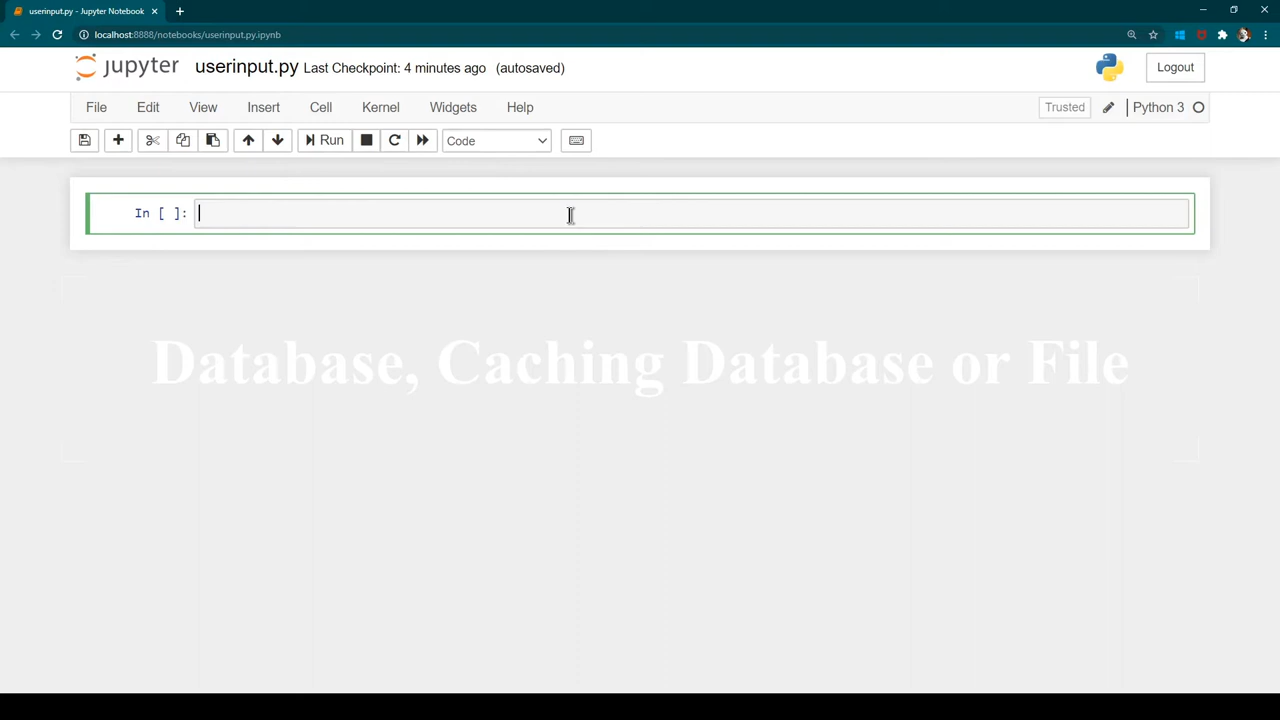 userinput.py - Jupyter Notebook
localhost:8888/notebooks/userinput.py.ipynb
jupyter userinput.py Last Checkpoint: 4 minutes ago (autosaved) Logout
File Edit View Insert Cell Kernel Widgets Help Trusted Python 3
Run Code
In [ ]:
Database, Caching Database or File